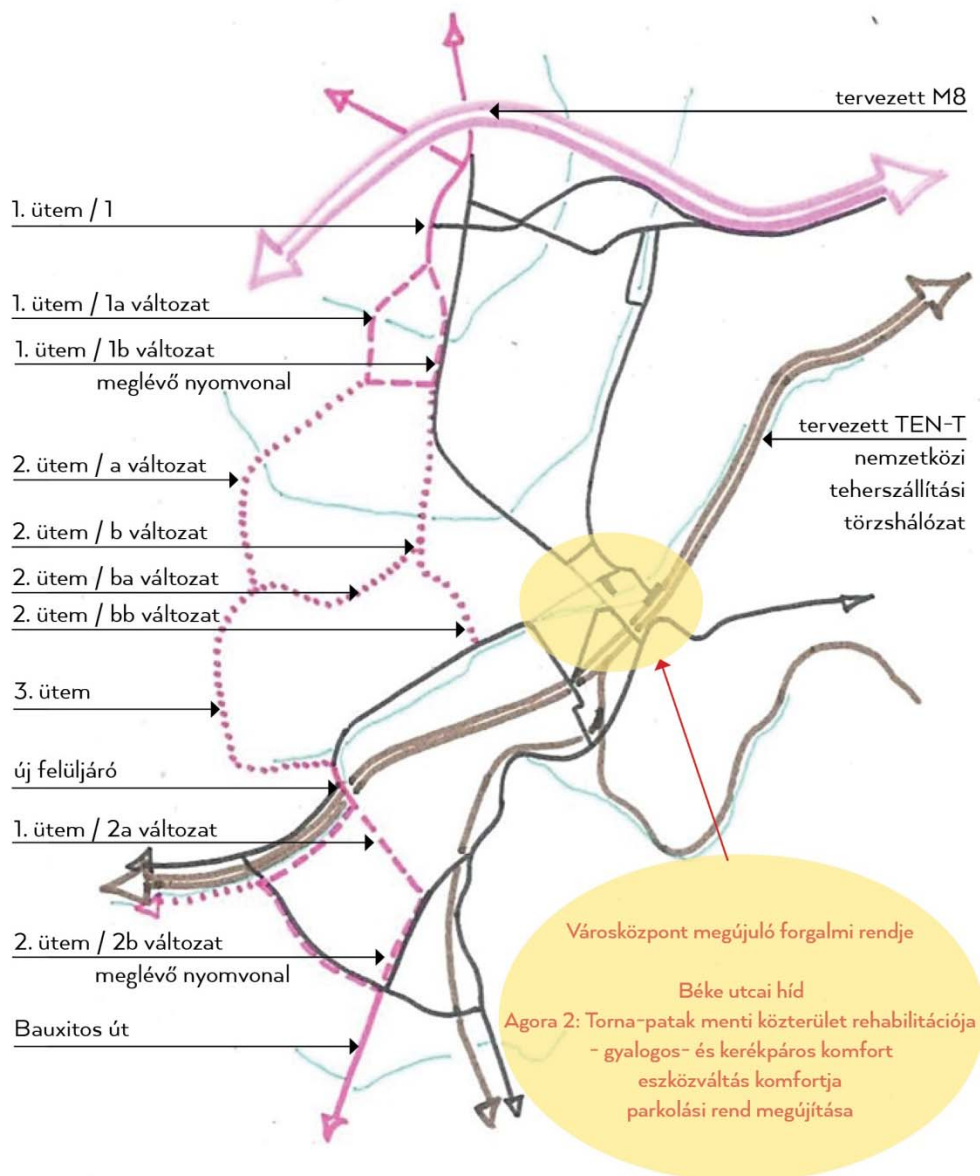 tervezett M8
1. ütem / 1
1. ütem / 1a változat
1. ütem / 1b változat
meglévő nyomvonal
2. ütem / a változat
2. ütem / b változat
2. ütem / ba változat
2. ütem / bb változat
3. ütem
új felüljáró
1. ütem / 2a változat
2. ütem / 2b változat
meglévő nyomvonal
Bauxitos út
tervezett TEN-T
nemzetközi
teherszállítási
törzshálózat
Városközpont megújuló forgalmi rendje
Béke utcai híd
Agora 2: Torna-patak menti közterület rehabilitációja
- gyalogos- és kerékpáros komfort
eszközváltás komfortja
parkolási rend megújítása